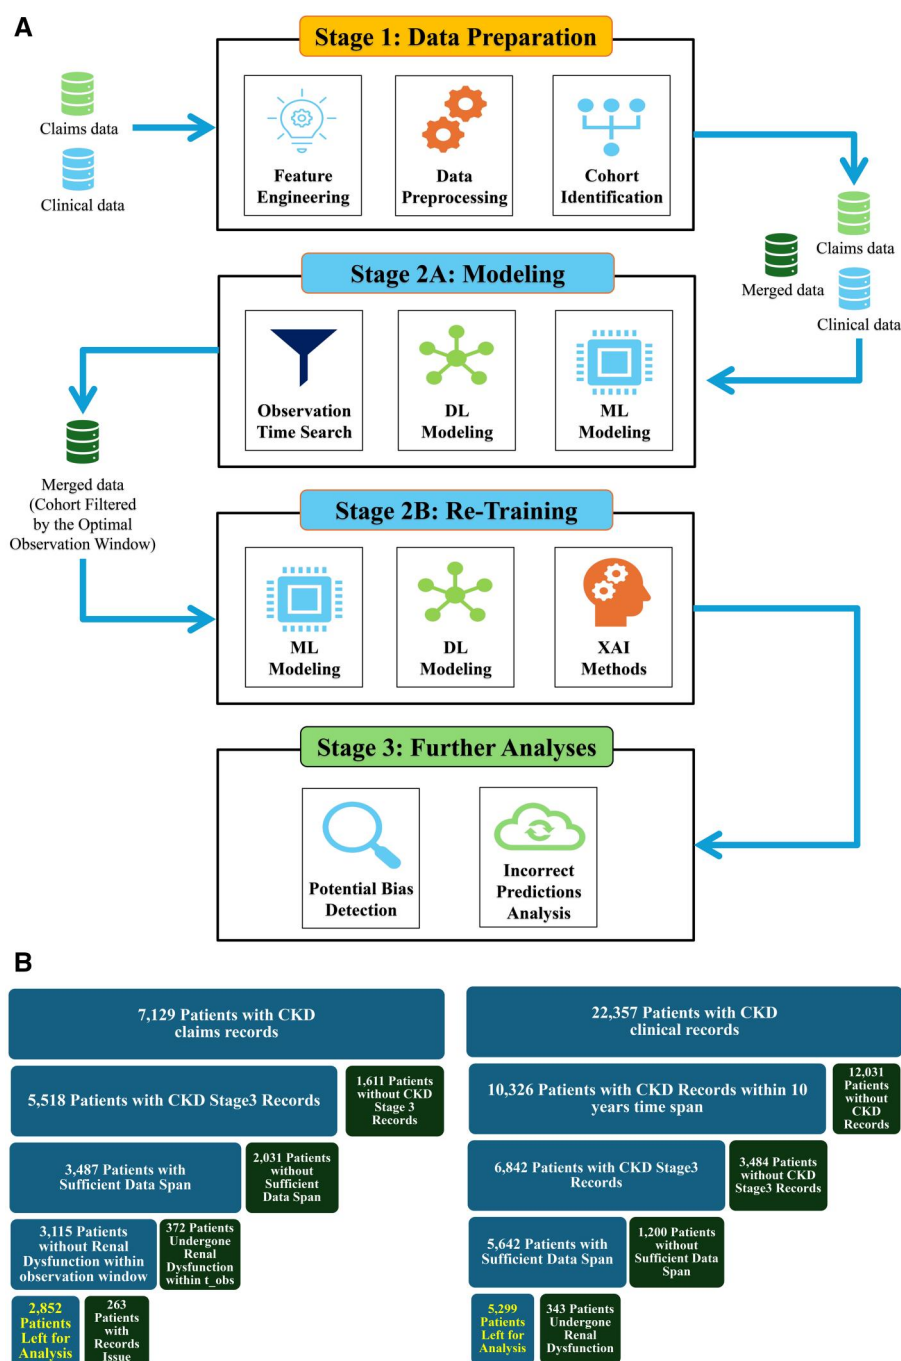 A
Stage 1: Data Preparation
Claims data
Clinical data
Feature
Engineering
Data
Preprocessing
Cohort
Identification
Claims data
Merged data
Clinical data
Stage 2A: Modeling
Observation
Time Search
DL
Modeling
ML
Modeling
Merged data
(Cohort Filtered
by the Optimal
Observation Window)
Stage 2B: Re-Training
ML
Modeling
DL
Modeling
XAI
Methods
Stage 3: Further Analyses
Potential Bias
Detection
Incorrect
Predictions
Analysis
B
7,129 Patients with CKD
claims records
5,518 Patients with CKD Stage3 Records
1,611 Patients
without CKD
Stage 3
Records
3,487 Patients with
Sufficient Data Span
2,031 Patients
without
Sufficient
Data Span
3,115 Patients
without Renal
Dysfunction within
observation window
372 Patients
Undergone
Renal
Dysfunction
within t_obs
2,852
Patients
Left for
Analysis
263
Patients
with
Records
Issue
22,357 Patients with CKD
clinical records
10,326 Patients with CKD Records within 10
years time span
12,031
Patients
without
CKD
Records
6,842 Patients with CKD Stage3
Records
3,484 Patients
without CKD
Stage3 Records
5,642 Patients with
Sufficient Data Span
1,200 Patients
without Sufficient
Data Span
5,299
Patients
Left for
Analysis
343 Patients
Undergone
Renal
Dysfunction